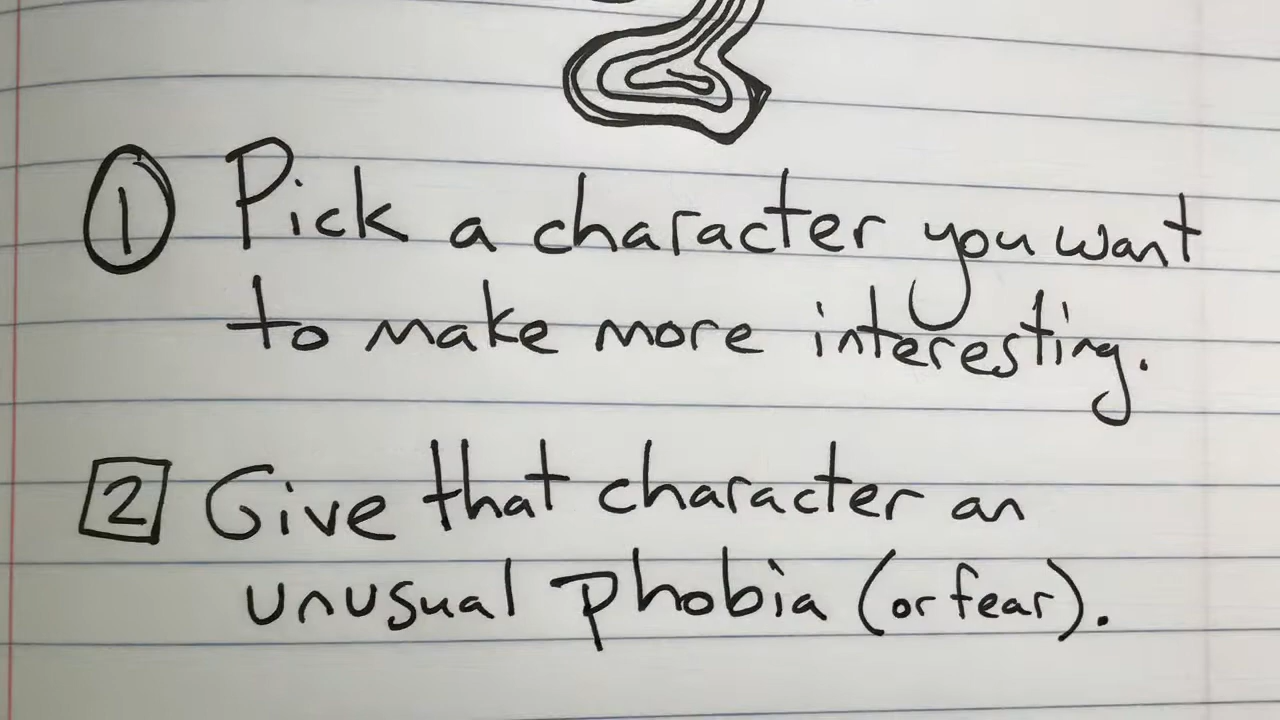 ① Pick a character you want
to make more interesting.
2 Give that character an
unusual phobia (or fear).